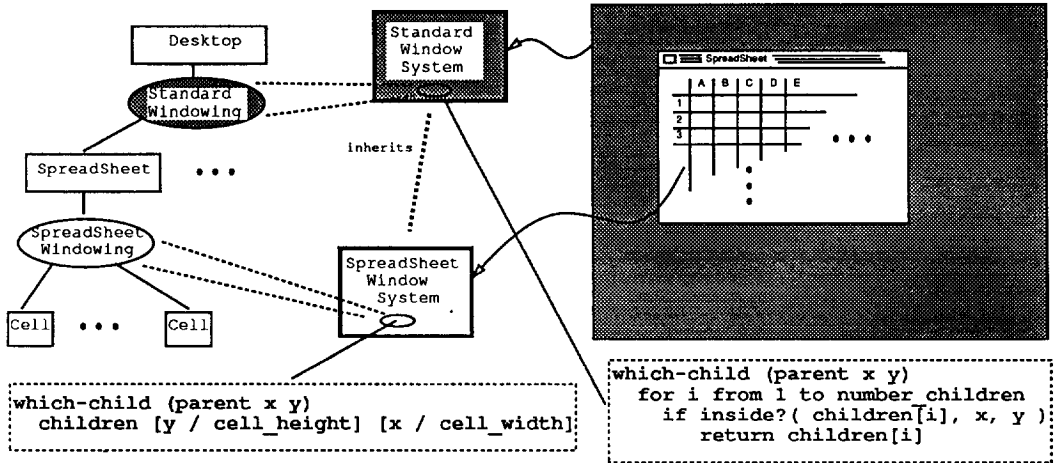 Desktop
Standard
Windowing
SpreadSheet
SpreadSheet
Windowing
Cell
Cell
Standard
Window
System
inherits
SpreadSheet
Window
System
SpreadSheet
A B C D E
1
2
3
which-child (parent x y)
children [y / cell_height] [x / cell_width]
which-child (parent x y)
for i from 1 to number_children
if inside?( children[i], x, y )
return children[i]